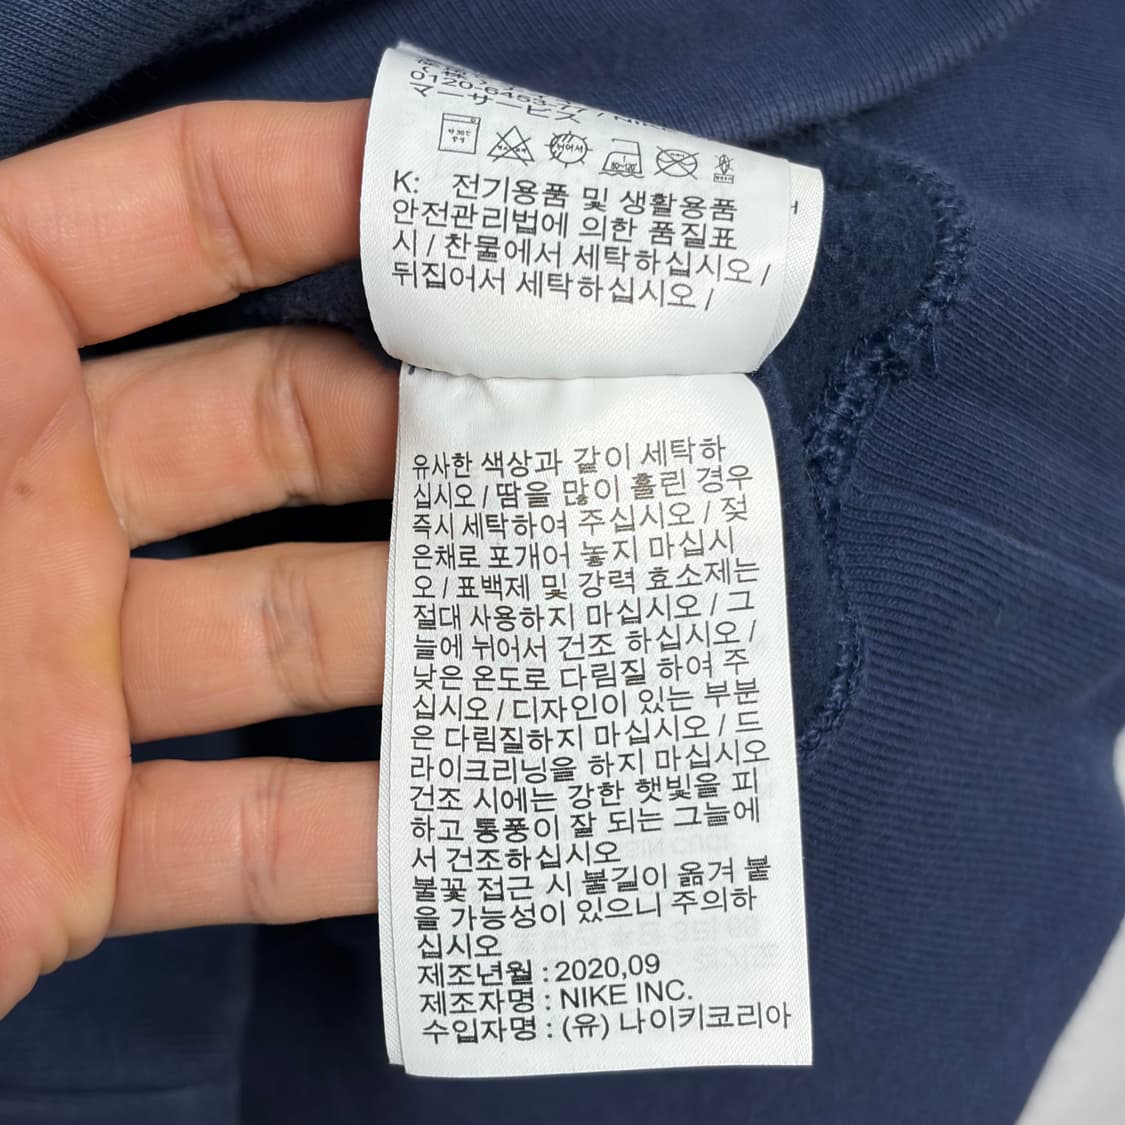 0120-6453-77 / NIKE
マーサービス
K: 전기용품 및 생활용품
안전관리법에 의한 품질표
시 / 찬물에서 세탁하십시오 /
뒤집어서 세탁하십시오 /
유사한 색상과 같이 세탁하
십시오 / 땀을 많이 흘린 경우
즉시 세탁하여 주십시오 / 젖
은채로 포개어 놓지 마십시
오 / 표백제 및 강력 효소제는
절대 사용하지 마십시오 / 그
늘에 뉘어서 건조 하십시오 /
낮은 온도로 다림질 하여 주
십시오 / 디자인이 있는 부분
은 다림질하지 마십시오 / 드
라이크리닝을 하지 마십시오
건조 시에는 강한 햇빛을 피
하고 통풍이 잘 되는 그늘에
서 건조하십시오
불꽃 접근 시 불길이 옮겨 붙
을 가능성이 있으니 주의하
십시오
제조년월 : 2020,09
제조자명 : NIKE INC.
수입자명 : (유) 나이키코리아